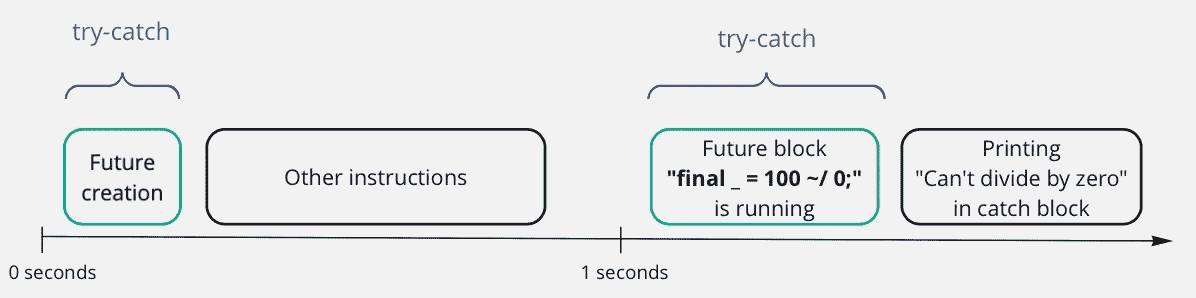 try-catch
try-catch
Future
creation
Other instructions
Future block
"final _ = 100 ~/ 0;"
is running
Printing
"Can't divide by zero"
in catch block
0 seconds
1 seconds